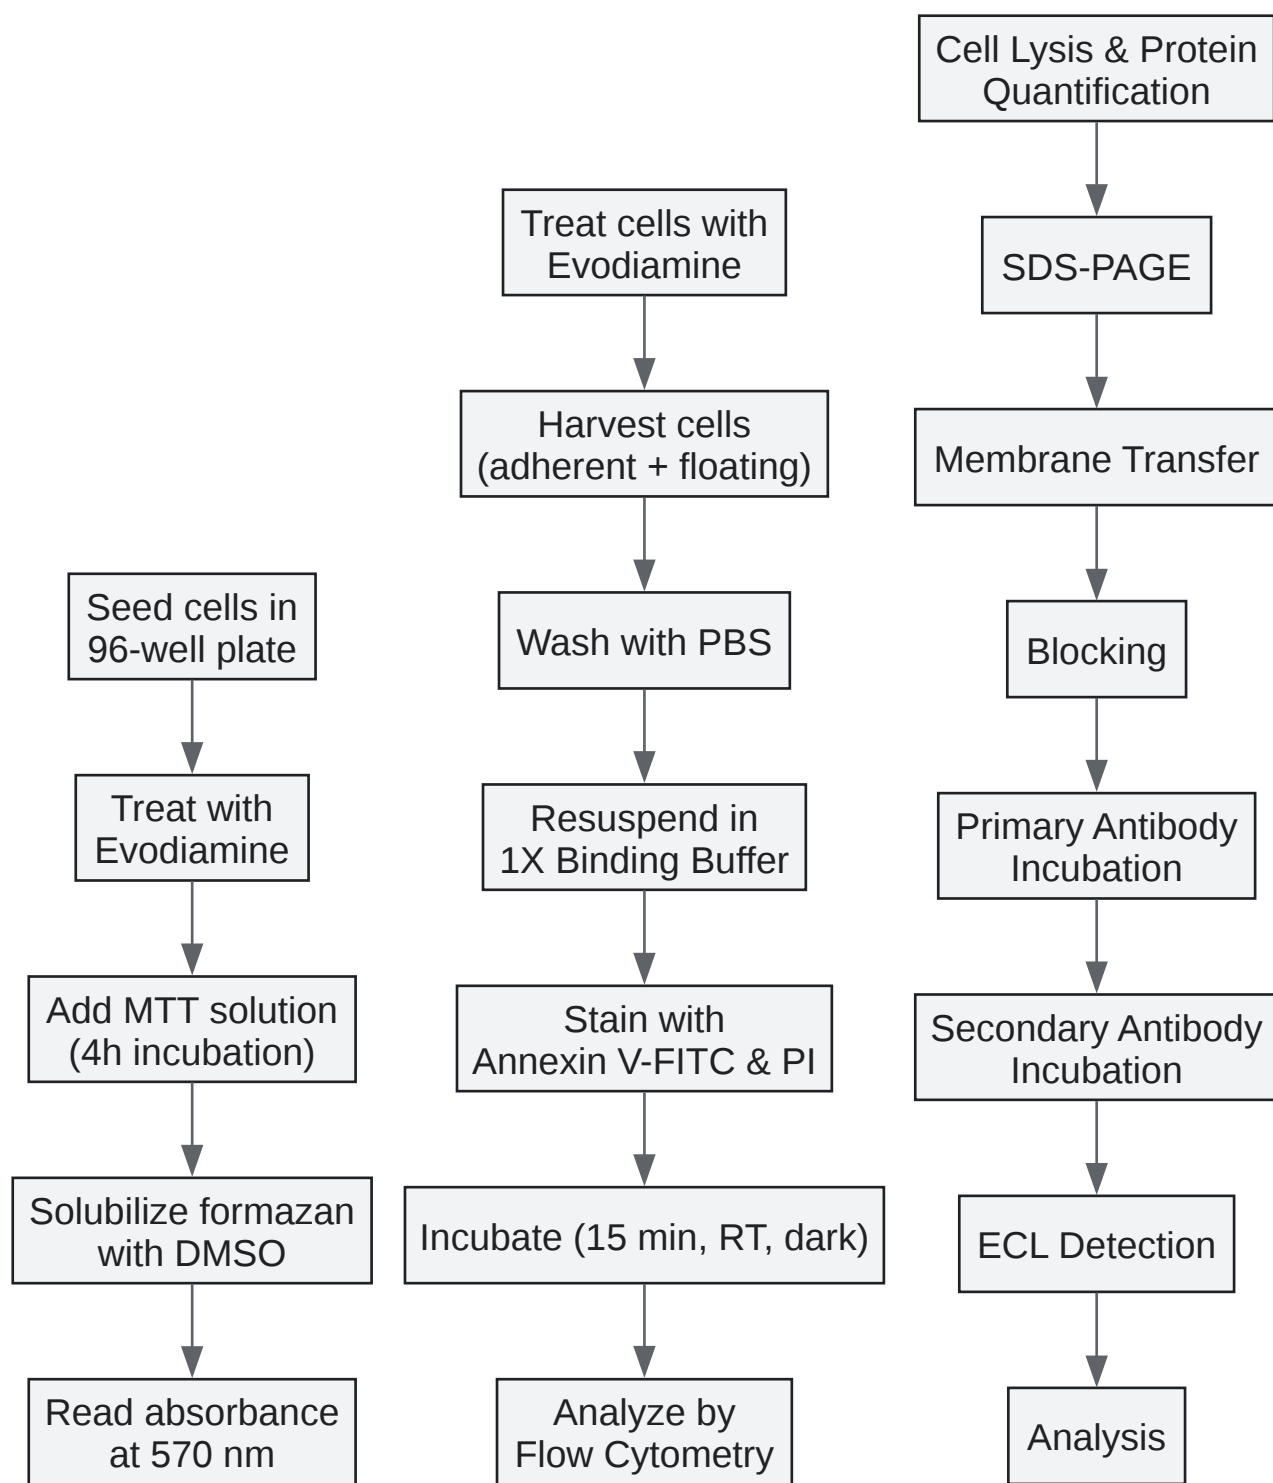 Seed cells in
96-well plate
Treat with
Evodiamine
Add MTT solution
(4h incubation)
Solubilize formazan
with DMSO
Read absorbance
at 570 nm
Treat cells with
Evodiamine
Harvest cells
(adherent + floating)
Wash with PBS
Resuspend in
1X Binding Buffer
Stain with
Annexin V-FITC & PI
Incubate (15 min, RT, dark)
Analyze by
Flow Cytometry
Cell Lysis & Protein
Quantification
SDS-PAGE
Membrane Transfer
Blocking
Primary Antibody
Incubation
Secondary Antibody
Incubation
ECL Detection
Analysis